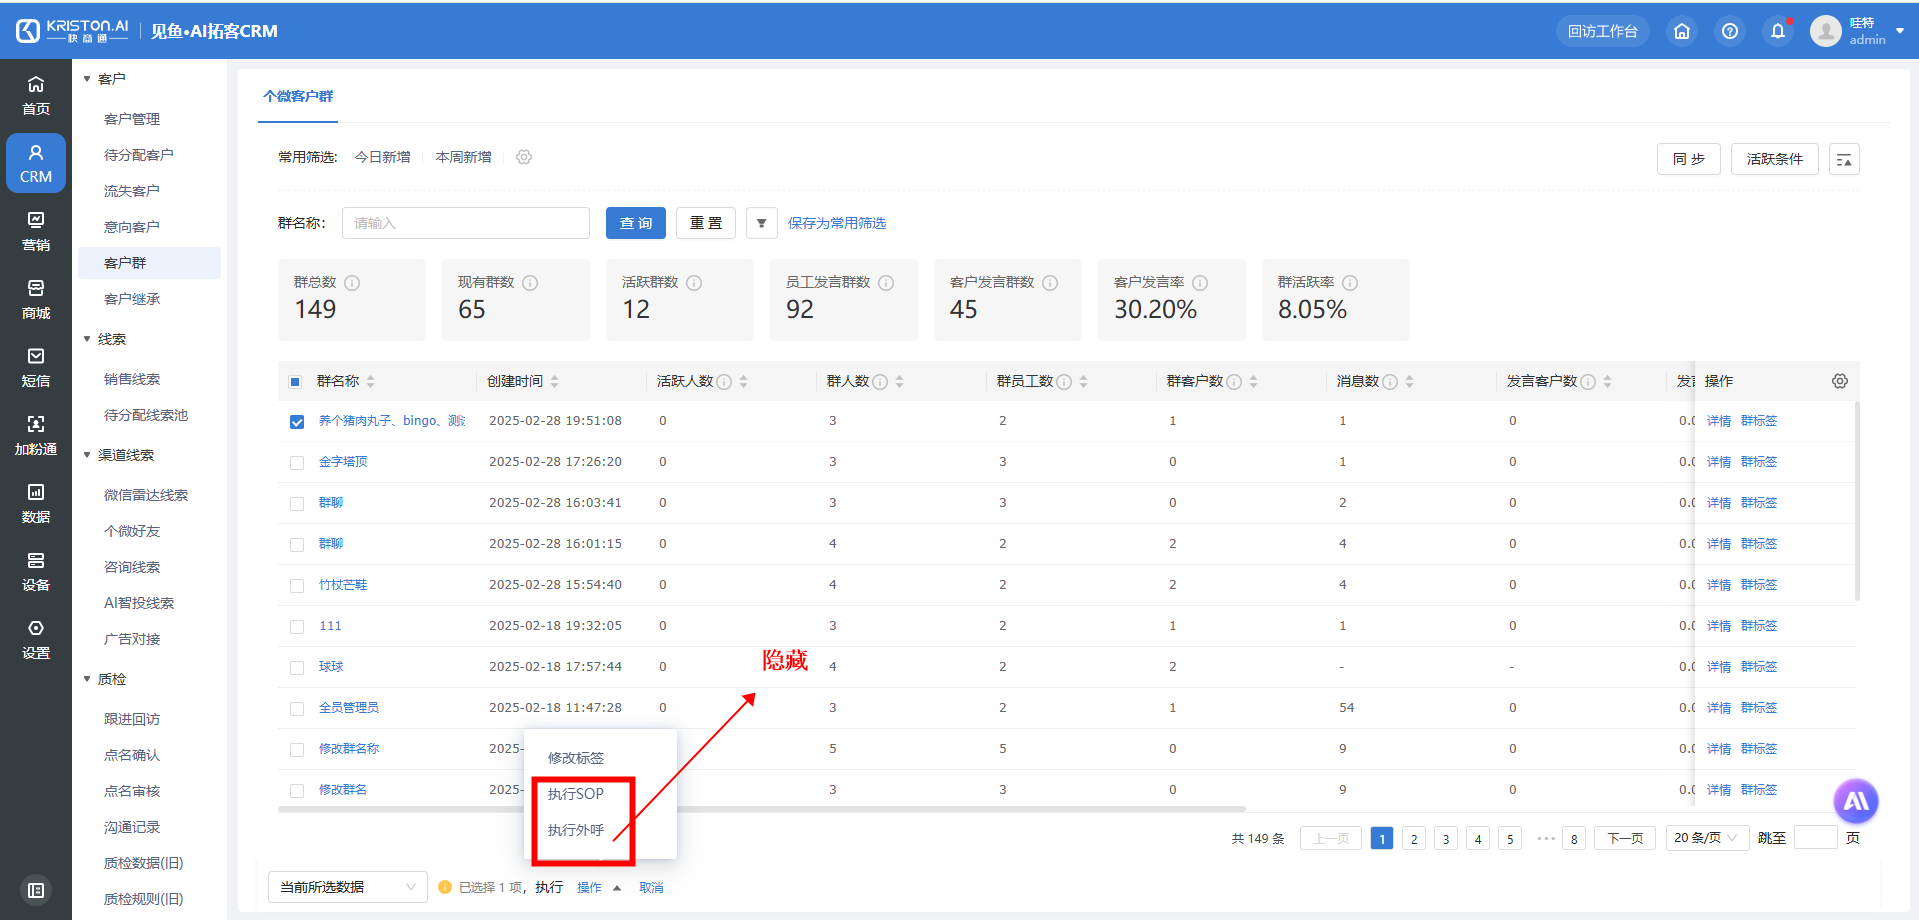 KRISTON.AI
快商通
见鱼•AI拓客CRM
回访工作台
哇特
admin
首页
CRM
营销
商城
短信
加粉通
数据
设备
设置
客户
客户管理
待分配客户
流失客户
意向客户
客户群
客户继承
线索
销售线索
待分配线索池
渠道线索
微信雷达线索
个微好友
咨询线索
AI智投线索
广告对接
质检
跟进回访
点名确认
点名审核
沟通记录
质检数据(旧)
质检规则(旧)
个微客户群
常用筛选: 今日新增 本周新增
同 步 活跃条件
群名称: 请输入 查 询 重 置 保存为常用筛选
群总数 现有群数 活跃群数 员工发言群数 客户发言群数 客户发言率 群活跃率
149 65 12 92 45 30.20% 8.05%
群名称 创建时间 活跃人数 群人数 群员工数 群客户数 消息数 发言客户数 发 操作
养个猪肉丸子、bingo、测 2025-02-28 19:51:08 0 3 2 1 1 0 0.0 详情 群标签
金字塔顶 2025-02-28 17:26:20 0 3 3 0 1 0 0.0 详情 群标签
群聊 2025-02-28 16:03:41 0 3 3 0 2 0 0.0 详情 群标签
群聊 2025-02-28 16:01:15 0 4 2 2 4 0 0.0 详情 群标签
竹杖芒鞋 2025-02-28 15:54:40 0 4 2 2 4 0 0.0 详情 群标签
111 2025-02-18 19:32:05 0 3 2 1 1 0 0.0 详情 群标签
球球 2025-02-18 17:57:44 0 4 2 2 - - 0.0 详情 群标签
隐藏
全员管理员 2025-02-18 11:47:28 0 3 2 1 54 0 0.0 详情 群标签
修改群名称 2025- 5 5 0 9 0 0.0 详情 群标签
修改群名 2025- 3 3 0 9 0 0.0 详情 群标签
修改标签
执行SOP
执行外呼
AI
共 149 条 上一页 1 2 3 4 5 ••• 8 下一页 20 条/页 跳至 页
当前所选数据 已选择 1 项, 执行 操作 取消